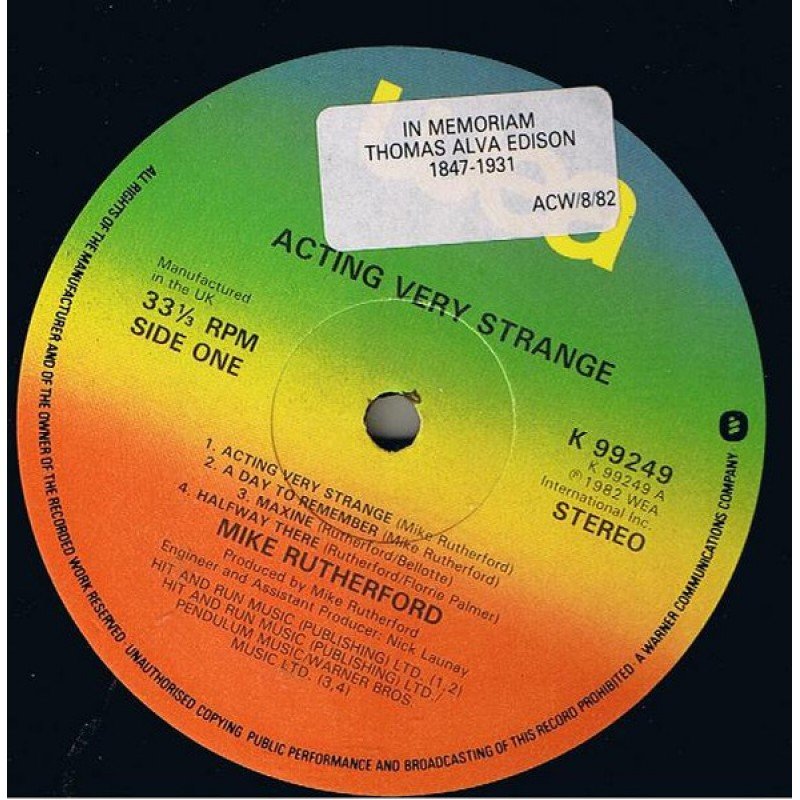 IN MEMORIAM
THOMAS ALVA EDISON
1847-1931
ACW/8/82
ACTING VERY STRANGE
Manufactured
in the UK
33⅓ RPM
SIDE ONE
K 99249
K 99249 A
℗ 1982 WEA
International Inc.
STEREO
1. ACTING VERY STRANGE (Mike Rutherford)
2. A DAY TO REMEMBER (Mike Rutherford)
3. MAXINE (Rutherford/Bellotte)
4. HALFWAY THERE (Rutherford/Florrie Palmer)
MIKE RUTHERFORD
Produced by Mike Rutherford
Engineer and Assistant Producer: Nick Launay
HIT AND RUN MUSIC (PUBLISHING) LTD. (1,2)
HIT AND RUN MUSIC (PUBLISHING) LTD./
PENDULUM MUSIC/WARNER BROS.
MUSIC LTD. (3,4)
ALL RIGHTS OF THE MANUFACTURER AND OF THE OWNER OF THE RECORDED WORK RESERVED UNAUTHORISED COPYING PUBLIC PERFORMANCE AND BROADCASTING OF THIS RECORD PROHIBITED A WARNER COMMUNICATIONS COMPANY